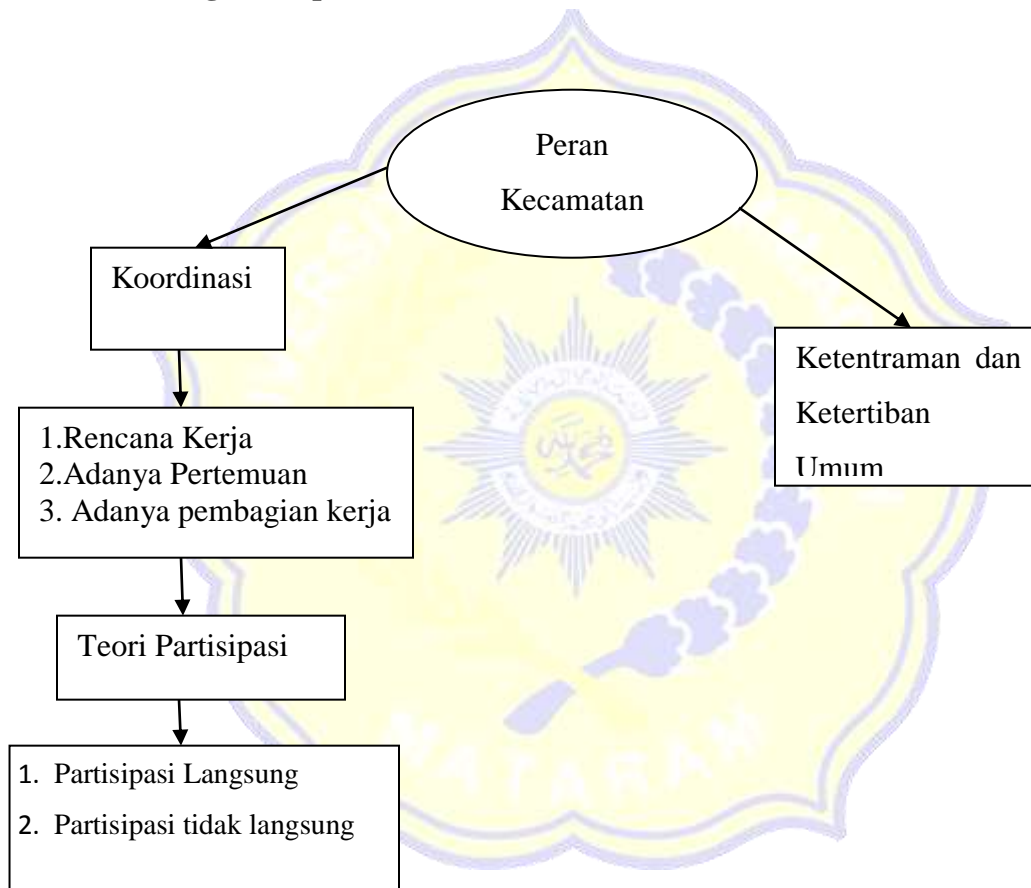 Peran
Kecamatan
Koordinasi
Ketentraman dan
Ketertiban
Umum
1.Rencana Kerja
2.Adanya Pertemuan
3. Adanya pembagian kerja
Teori Partisipasi
1. Partisipasi Langsung
2. Partisipasi tidak langsung
MATARAM